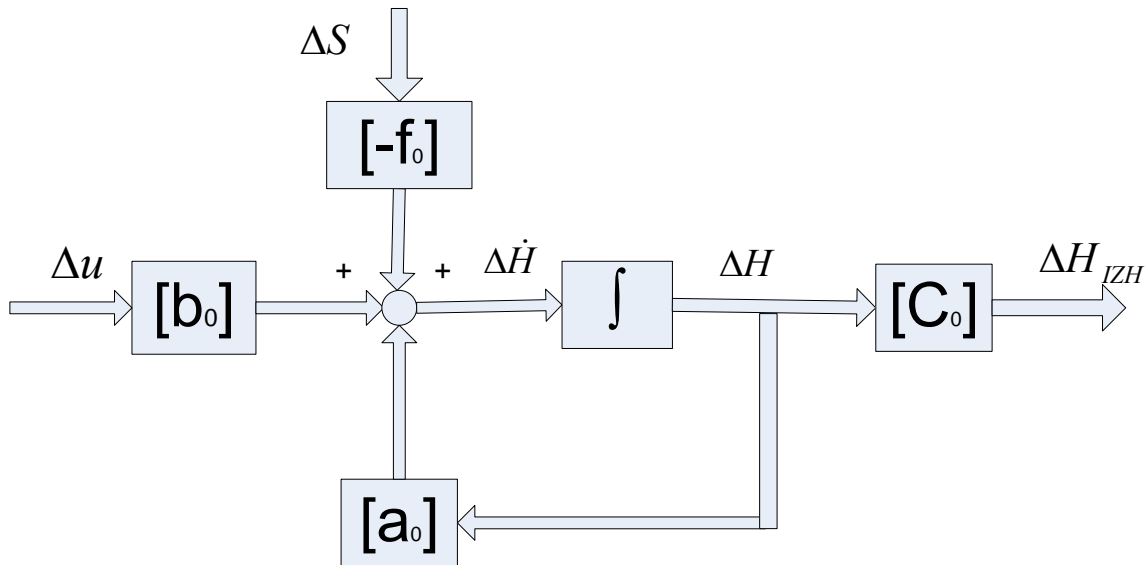 ΔS
[-f₀]
Δu
[b₀]
+
+
ΔḢ
∫
ΔH
[C₀]
ΔH_IZH
[a₀]